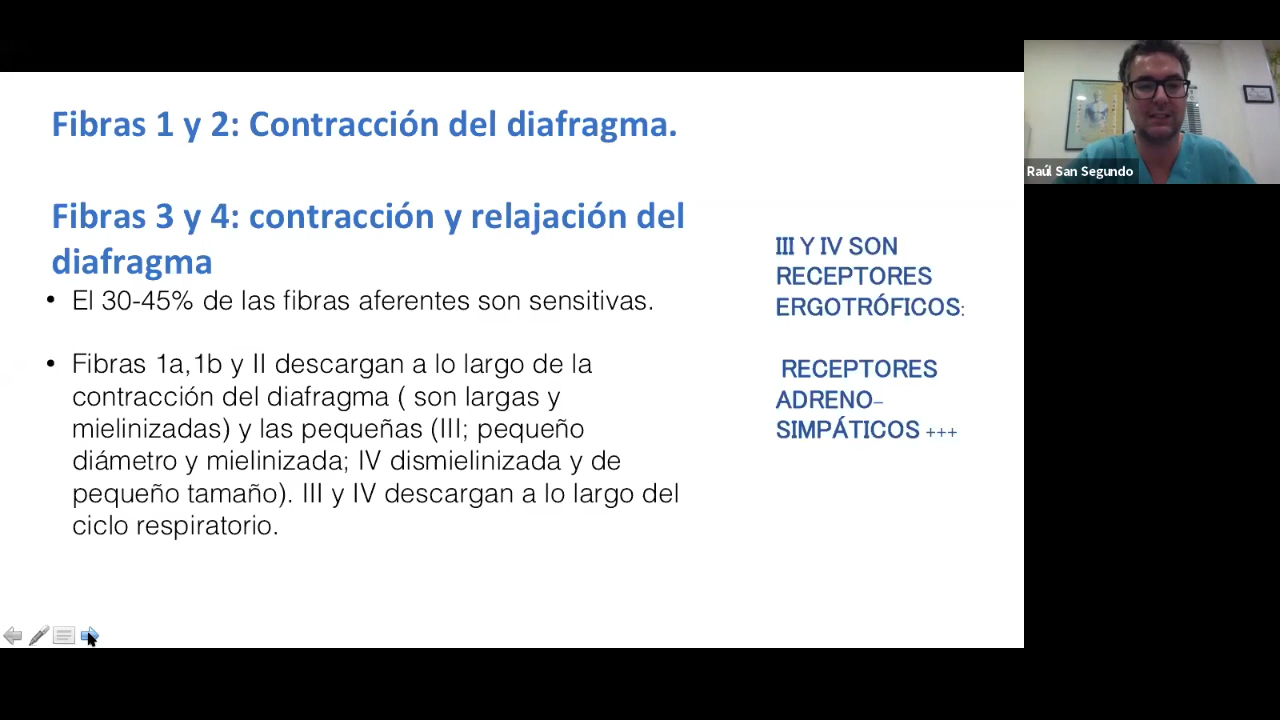 Fibras 1 y 2: Contracción del diafragma.
Fibras 3 y 4: contracción y relajación del
diafragma
• El 30-45% de las fibras aferentes son sensitivas.
• Fibras 1a,1b y II descargan a lo largo de la
contracción del diafragma ( son largas y
mielinizadas) y las pequeñas (III; pequeño
diámetro y mielinizada; IV dismielinizada y de
pequeño tamaño). III y IV descargan a lo largo del
ciclo respiratorio.
III Y IV SON
RECEPTORES
ERGOTRÓFICOS:
RECEPTORES
ADRENO–
SIMPÁTICOS +++
Raúl San Segundo